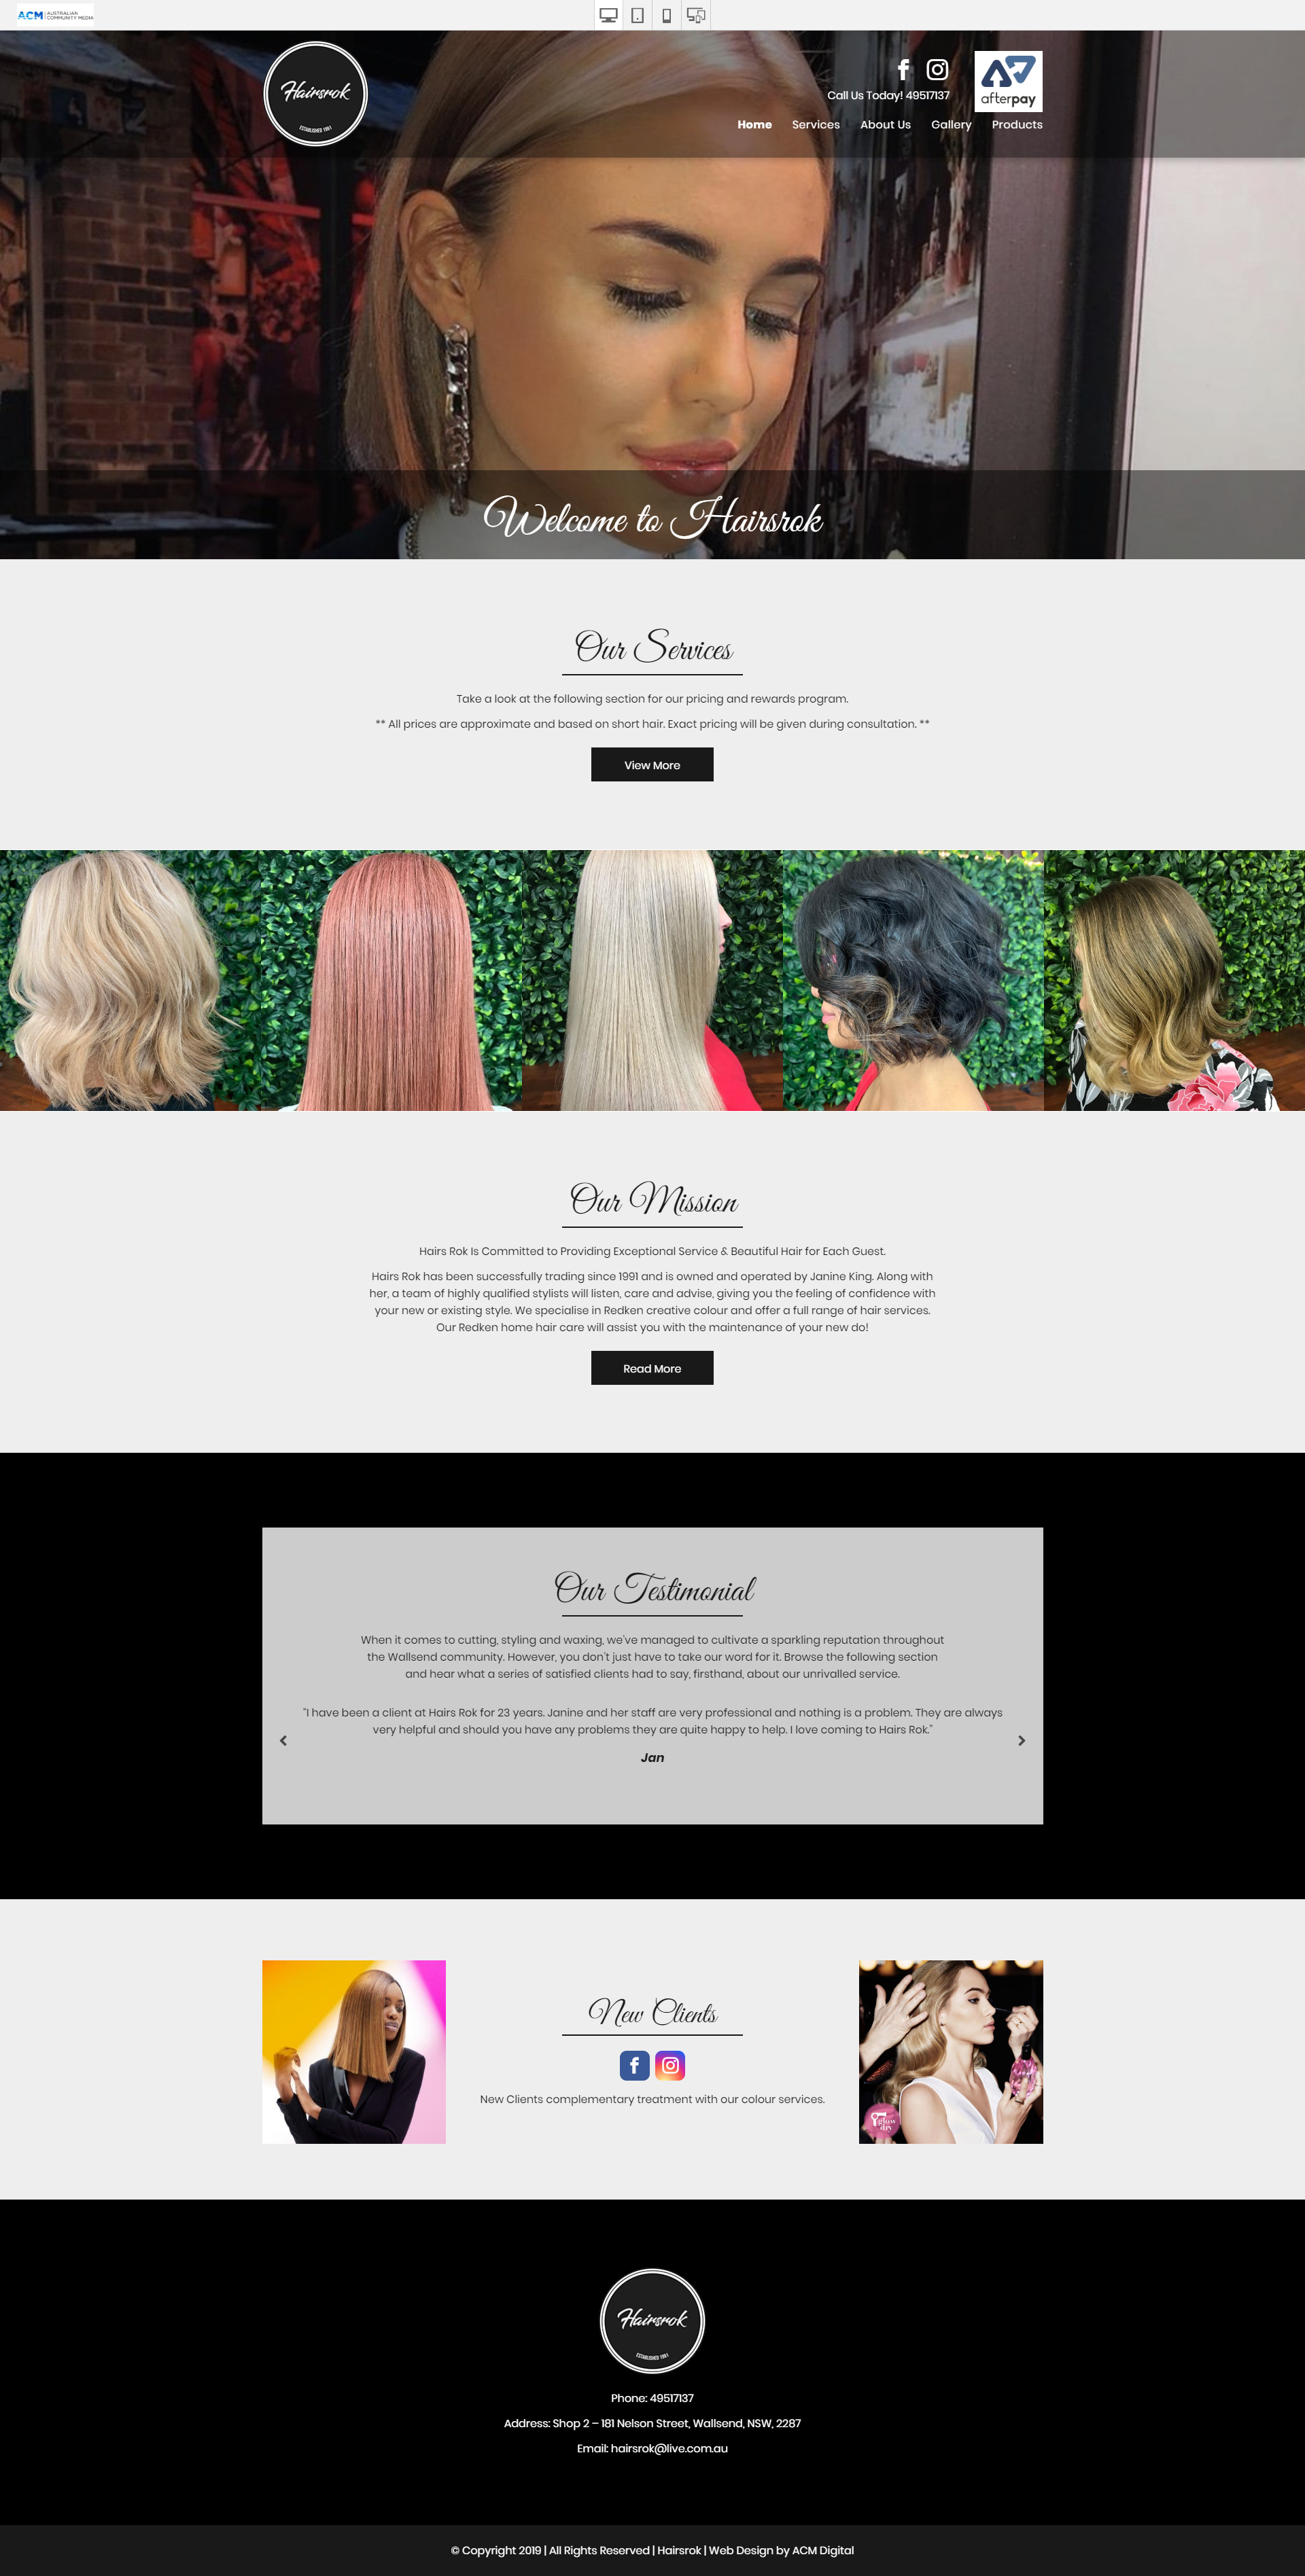 ACM AUSTRALIAN COMMUNITY MEDIA
Hairsrok
ESTABLISHED 1991
Call Us Today! 49517137
afterpay
Home Services About Us Gallery Products
Welcome to Hairsrok
Our Services
Take a look at the following section for our pricing and rewards program.
** All prices are approximate and based on short hair. Exact pricing will be given during consultation. **
View More
Our Mission
Hairs Rok Is Committed to Providing Exceptional Service & Beautiful Hair for Each Guest.
Hairs Rok has been successfully trading since 1991 and is owned and operated by Janine King. Along with
her, a team of highly qualified stylists will listen, care and advise, giving you the feeling of confidence with
your new or existing style. We specialise in Redken creative colour and offer a full range of hair services.
Our Redken home hair care will assist you with the maintenance of your new do!
Read More
Our Testimonial
When it comes to cutting, styling and waxing, we've managed to cultivate a sparkling reputation throughout
the Wallsend community. However, you don't just have to take our word for it. Browse the following section
and hear what a series of satisfied clients had to say, firsthand, about our unrivalled service.
"I have been a client at Hairs Rok for 23 years. Janine and her staff are very professional and nothing is a problem. They are always
very helpful and should you have any problems they are quite happy to help. I love coming to Hairs Rok."
Jan
New Clients
New Clients complementary treatment with our colour services.
glow dry
Hairsrok
ESTABLISHED 1991
Phone: 49517137
Address: Shop 2 – 181 Nelson Street, Wallsend, NSW, 2287
Email: hairsrok@live.com.au
© Copyright 2019 | All Rights Reserved | Hairsrok | Web Design by ACM Digital